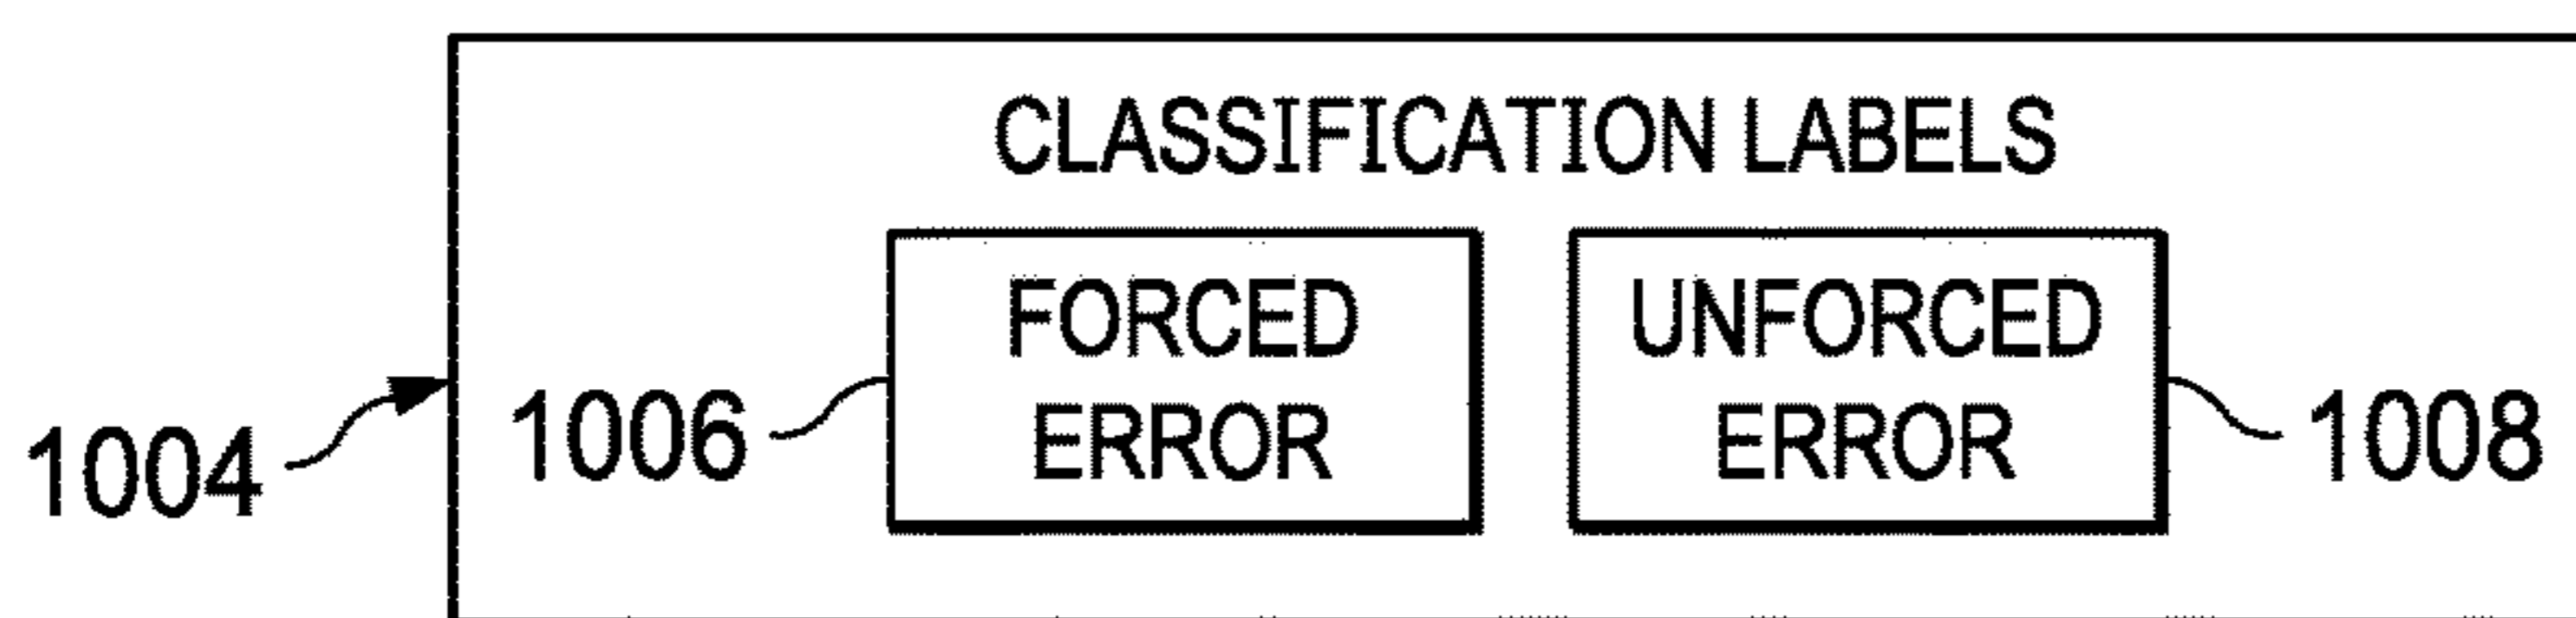 CLASSIFICATION LABELS
FORCED
ERROR
UNFORCED
ERROR
1004
1006
1008